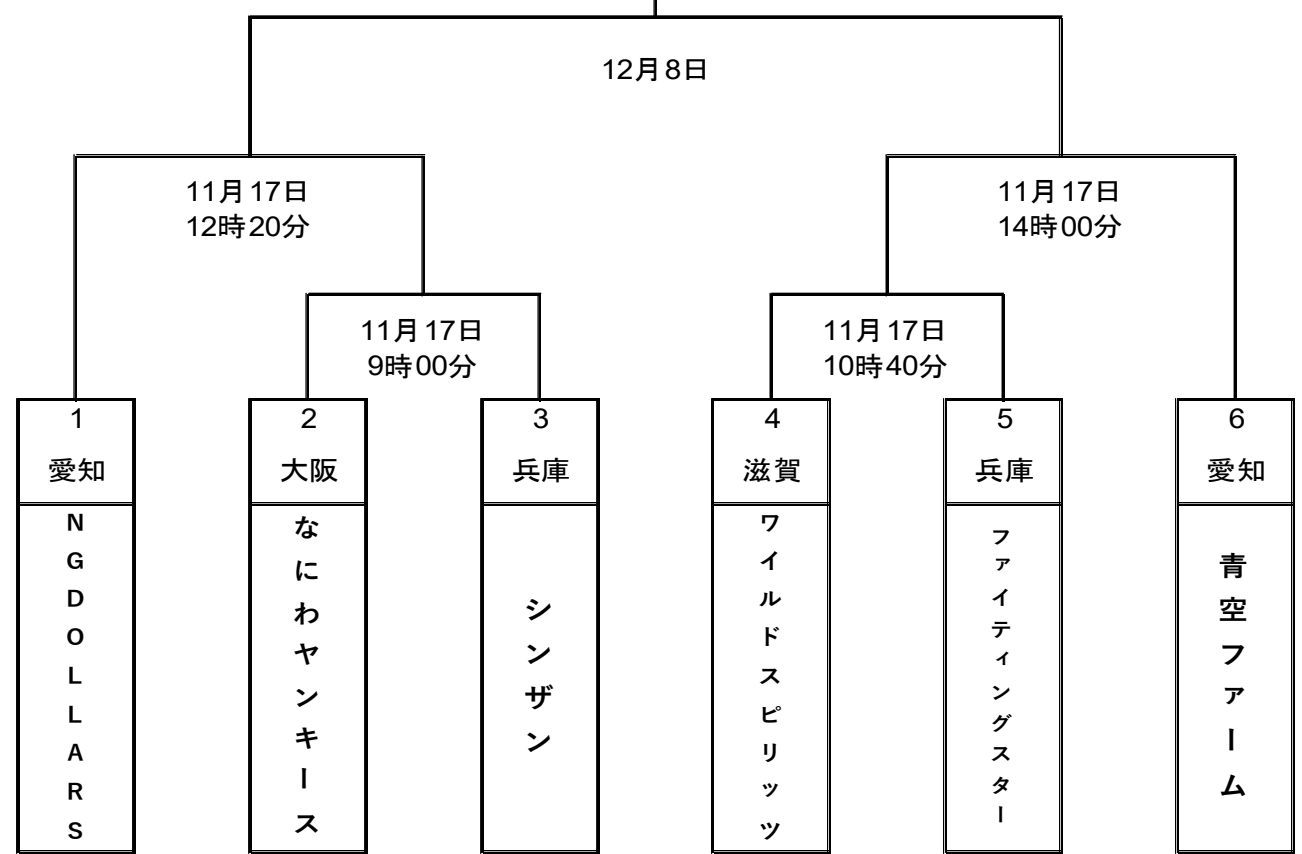 12月8日
11月17日
12時20分
11月17日
14時00分
11月17日
9時00分
11月17日
10時40分
1
愛知
NGDOLLARS
2
大阪
なにわヤンキース
3
兵庫
シンザン
4
滋賀
ワイルドスピリッツ
5
兵庫
ファイティングスター
6
愛知
青空ファーム